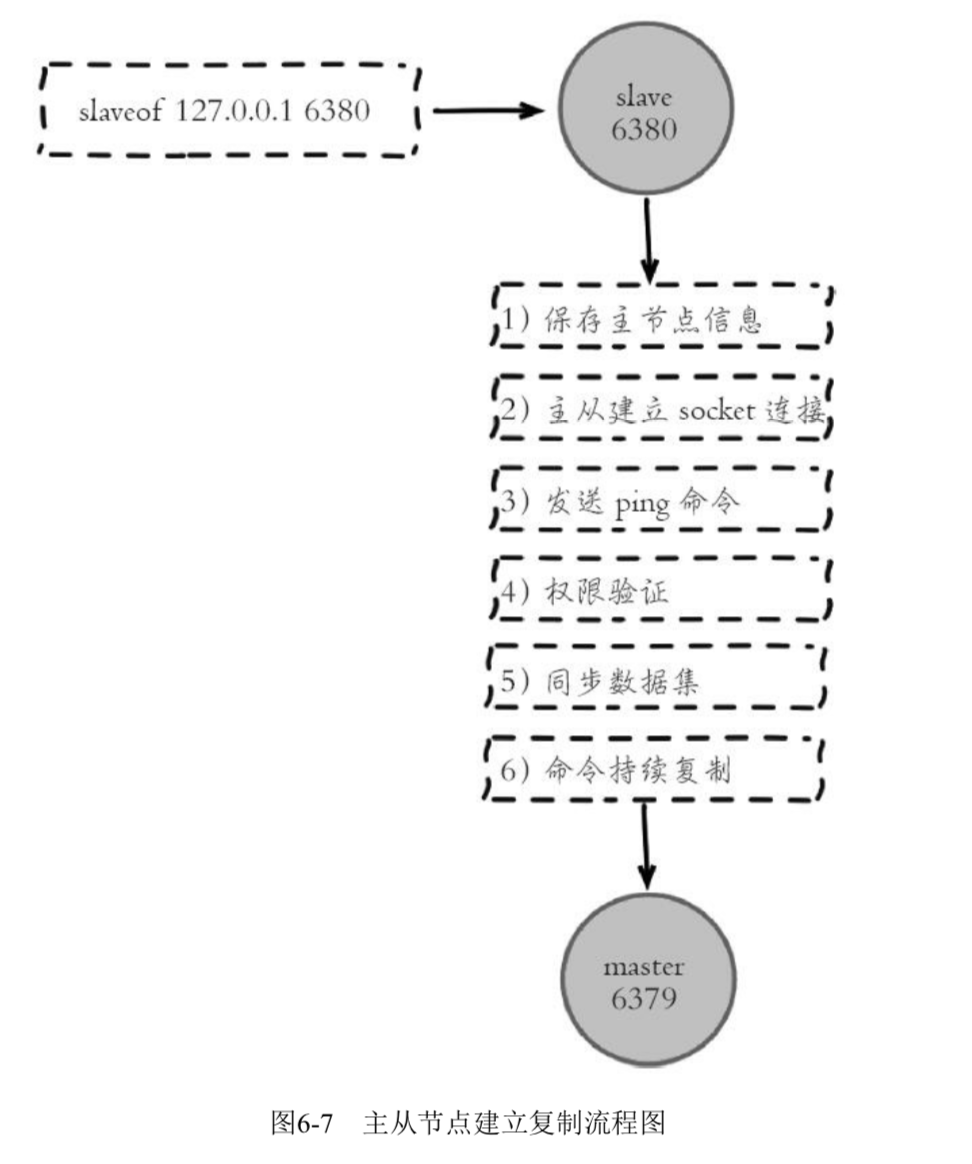 slaveof 127.0.0.1 6380
slave
6380
1）保存主节点信息
2）主从建立 socket 连接
3）发送 ping 命令
4）权限验证
5）同步数据集
6）命令持续复制
master
6379
图6-7 主从节点建立复制流程图